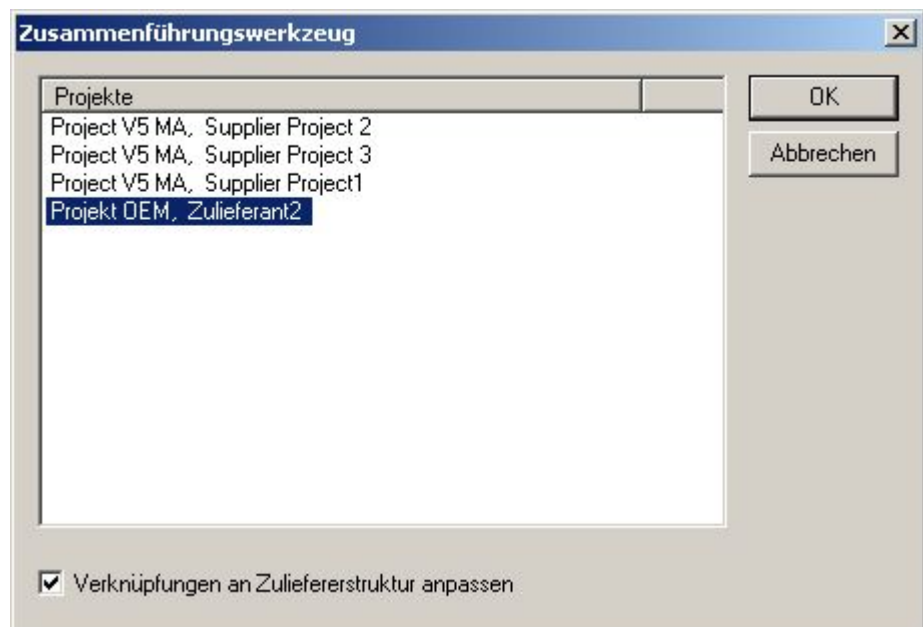 Zusammenführungswerkzeug
Projekte
Project V5 MA, Supplier Project 2
Project V5 MA, Supplier Project 3
Project V5 MA, Supplier Project1
Projekt OEM, Zulieferant2
OK
Abbrechen
Verknüpfungen an Zuliefererstruktur anpassen